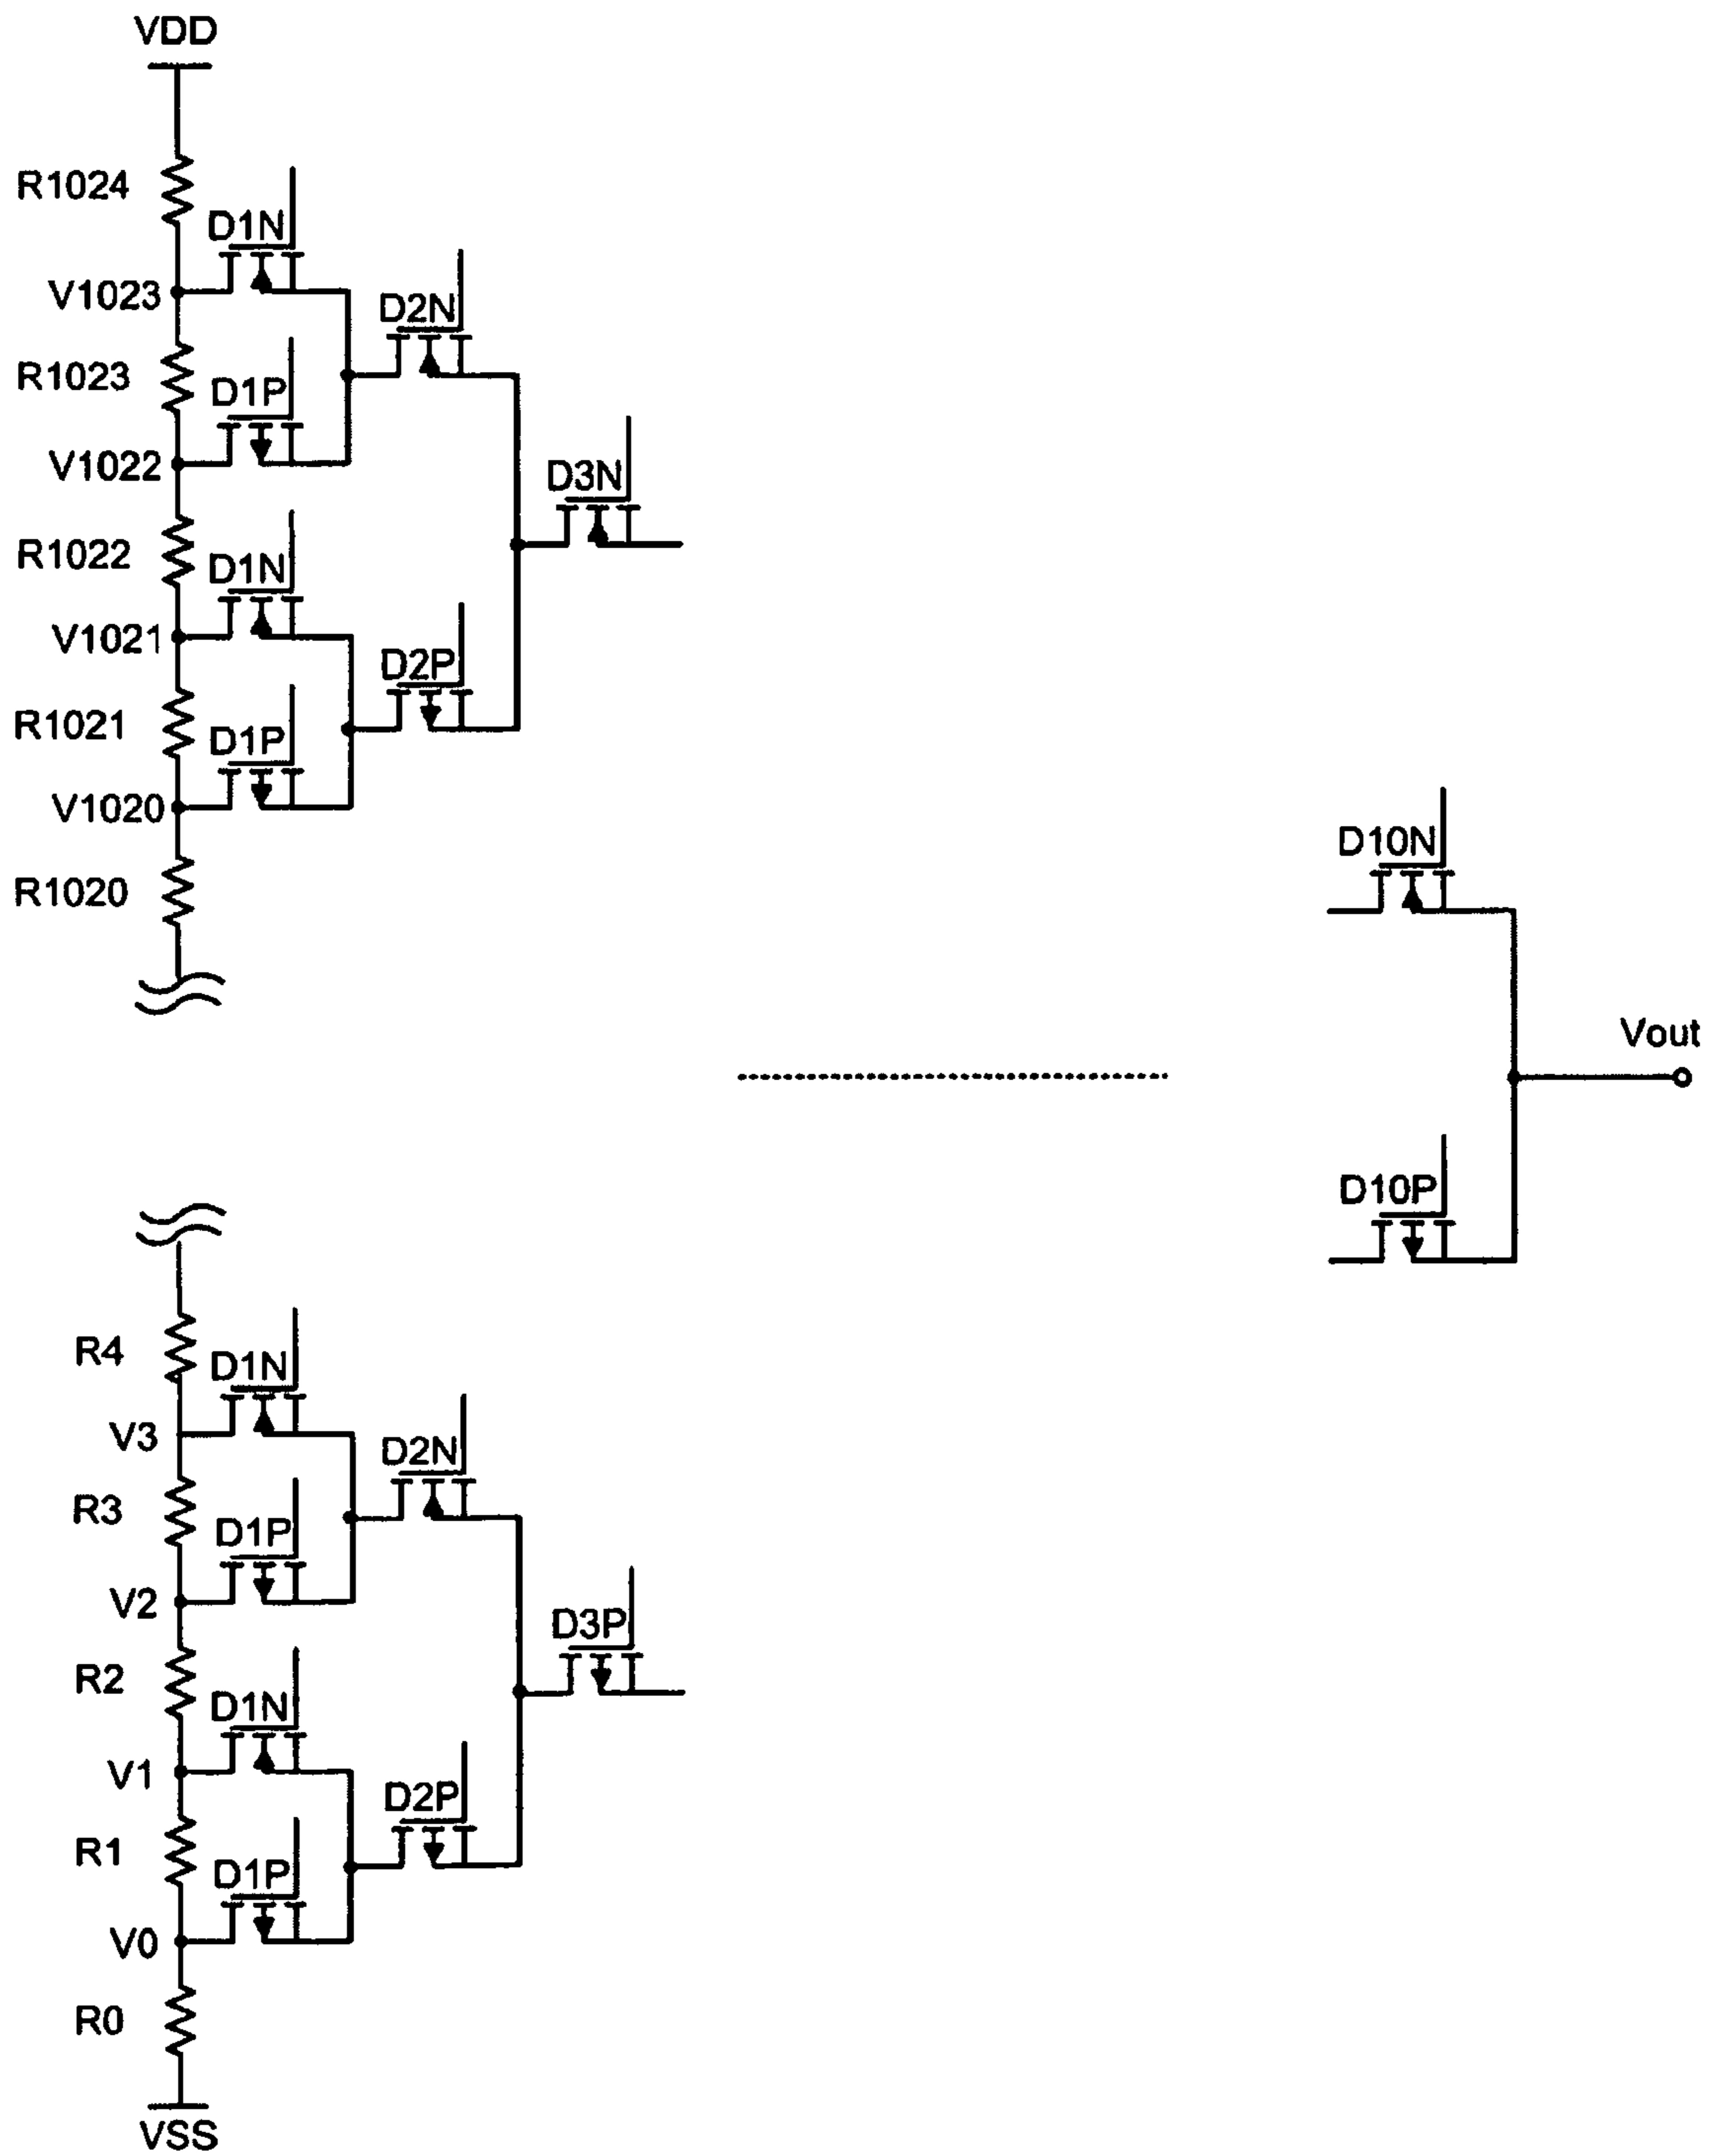 VDD
R1024
D1N
V1023
D2N
R1023
D1P
V1022
D3N
R1022
D1N
V1021
D2P
R1021
D1P
V1020
D10N
R1020
Vout
D10P
R4
D1N
V3
D2N
R3
D1P
V2
D3P
R2
D1N
V1
D2P
R1
D1P
V0
R0
VSS